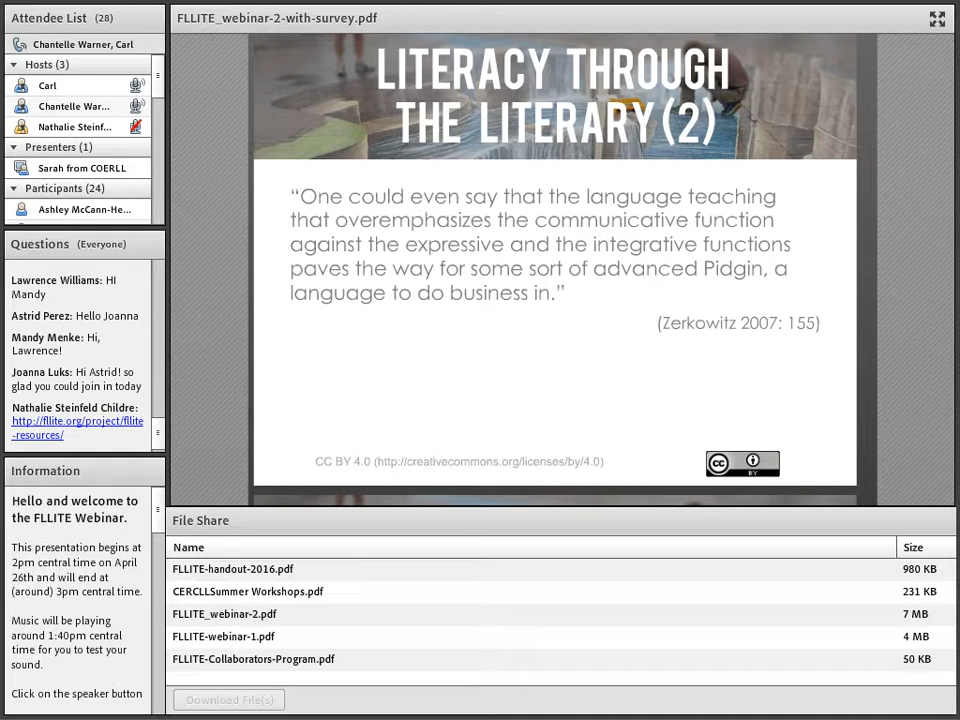 Attendee List (28)
Chantelle Warner, Carl
Hosts (3)
Carl
Chantelle War...
Nathalie Steinf...
Presenters (1)
Sarah from COERLL
Participants (24)
Ashley McCann-He...
Questions (Everyone)
Lawrence Williams: HI
Mandy
Astrid Perez: Hello Joanna
Mandy Menke: Hi,
Lawrence!
Joanna Luks: Hi Astrid! so
glad you could join in today
Nathalie Steinfeld Childre:
http://fllite.org/project/fllite
-resources/
Information
Hello and welcome to
the FLLITE Webinar.
This presentation begins at
2pm central time on April
26th and will end at
(around) 3pm central time.
Music will be playing
around 1:40pm central
time for you to test your
sound.
Click on the speaker button
FLLITE_webinar-2-with-survey.pdf
LITERACY THROUGH
THE LITERARY (2)
“One could even say that the language teaching
that overemphasizes the communicative function
against the expressive and the integrative functions
paves the way for some sort of advanced Pidgin, a
language to do business in.”
(Zerkowitz 2007: 155)
CC BY 4.0 (http://creativecommons.org/licenses/by/4.0)
cc
BY
File Share
Name Size
FLLITE-handout-2016.pdf 980 KB
CERCLLSummer Workshops.pdf 231 KB
FLLITE_webinar-2.pdf 7 MB
FLLITE-webinar-1.pdf 4 MB
FLLITE-Collaborators-Program.pdf 50 KB
Download File(s)